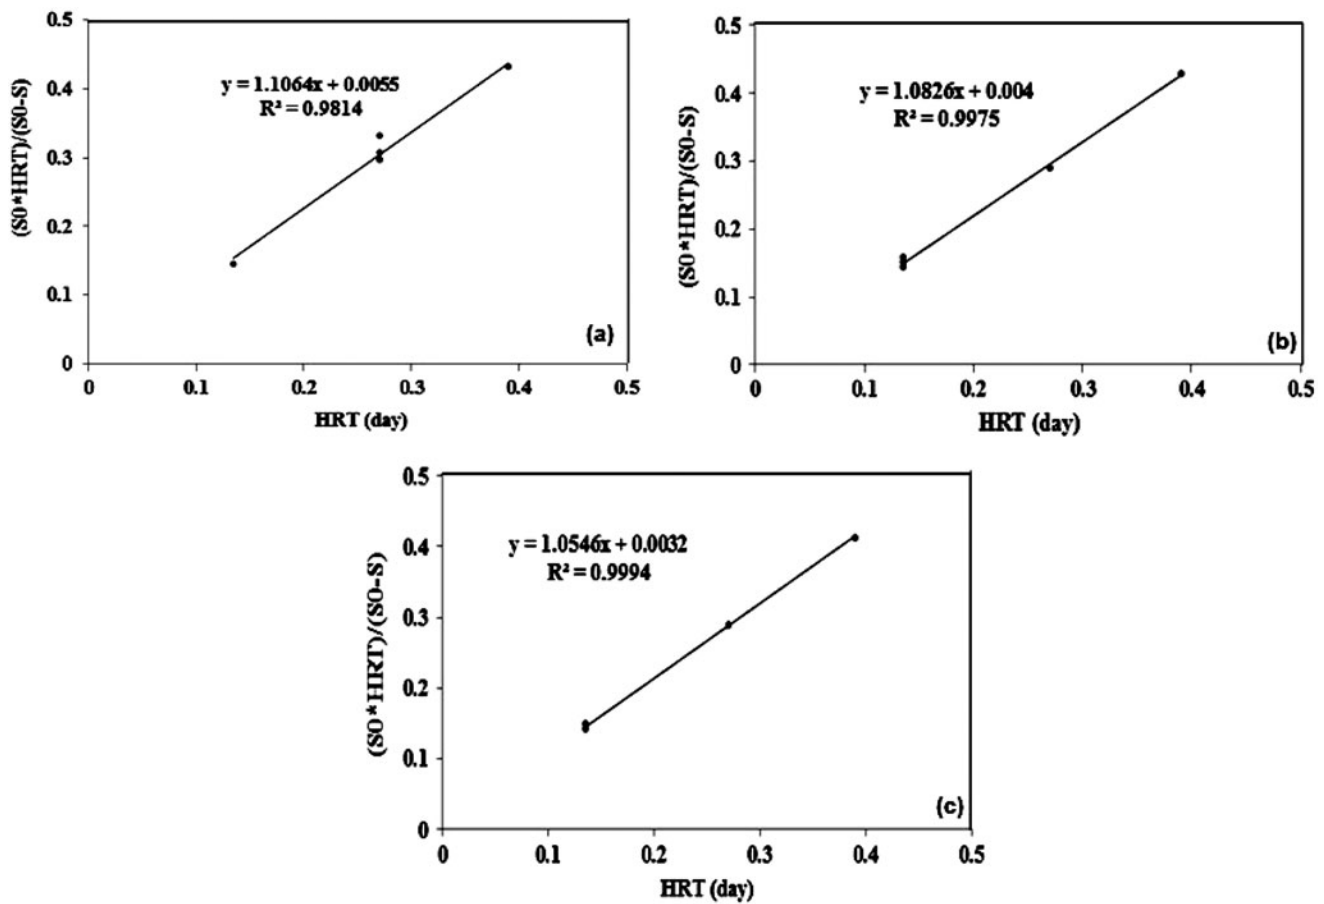 0.5
0.4
0.3
0.2
0.1
0
(S0*HRT)/(S0-S)
y = 1.1064x + 0.0055
R² = 0.9814
(a)
0 0.1 0.2 0.3 0.4 0.5
HRT (day)
0.5
0.4
0.3
0.2
0.1
0
(S0*HRT)/(S0-S)
y = 1.0826x + 0.004
R² = 0.9975
(b)
0 0.1 0.2 0.3 0.4 0.5
HRT (day)
0.5
0.4
0.3
0.2
0.1
0
(S0*HRT)/(S0-S)
y = 1.0546x + 0.0032
R² = 0.9994
(c)
0 0.1 0.2 0.3 0.4 0.5
HRT (day)